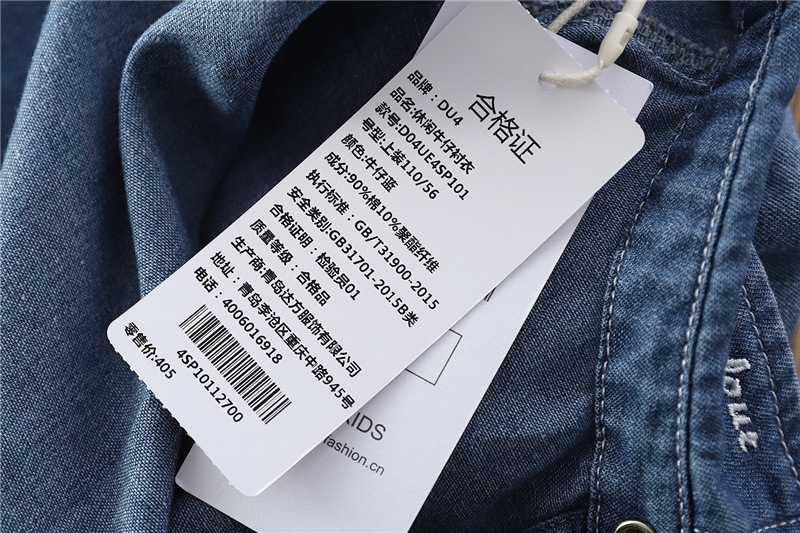 合格证
品牌：DU4
品名:休闲牛仔衬衣
款号:D04UE4SP101
号型:上装110/56
颜色:牛仔蓝
成分:90%棉10%聚酯纤维
执行标准：GB/T31900-2015
安全类别:GB31701-2015B类
合格证明：检验员01
质量等级：合格品
生产商:青岛达方服饰有限公司
地址：青岛李沧区重庆中路945号
电话：4006016918
4SP10112700
零售价:405
KIDS
fashion.cn